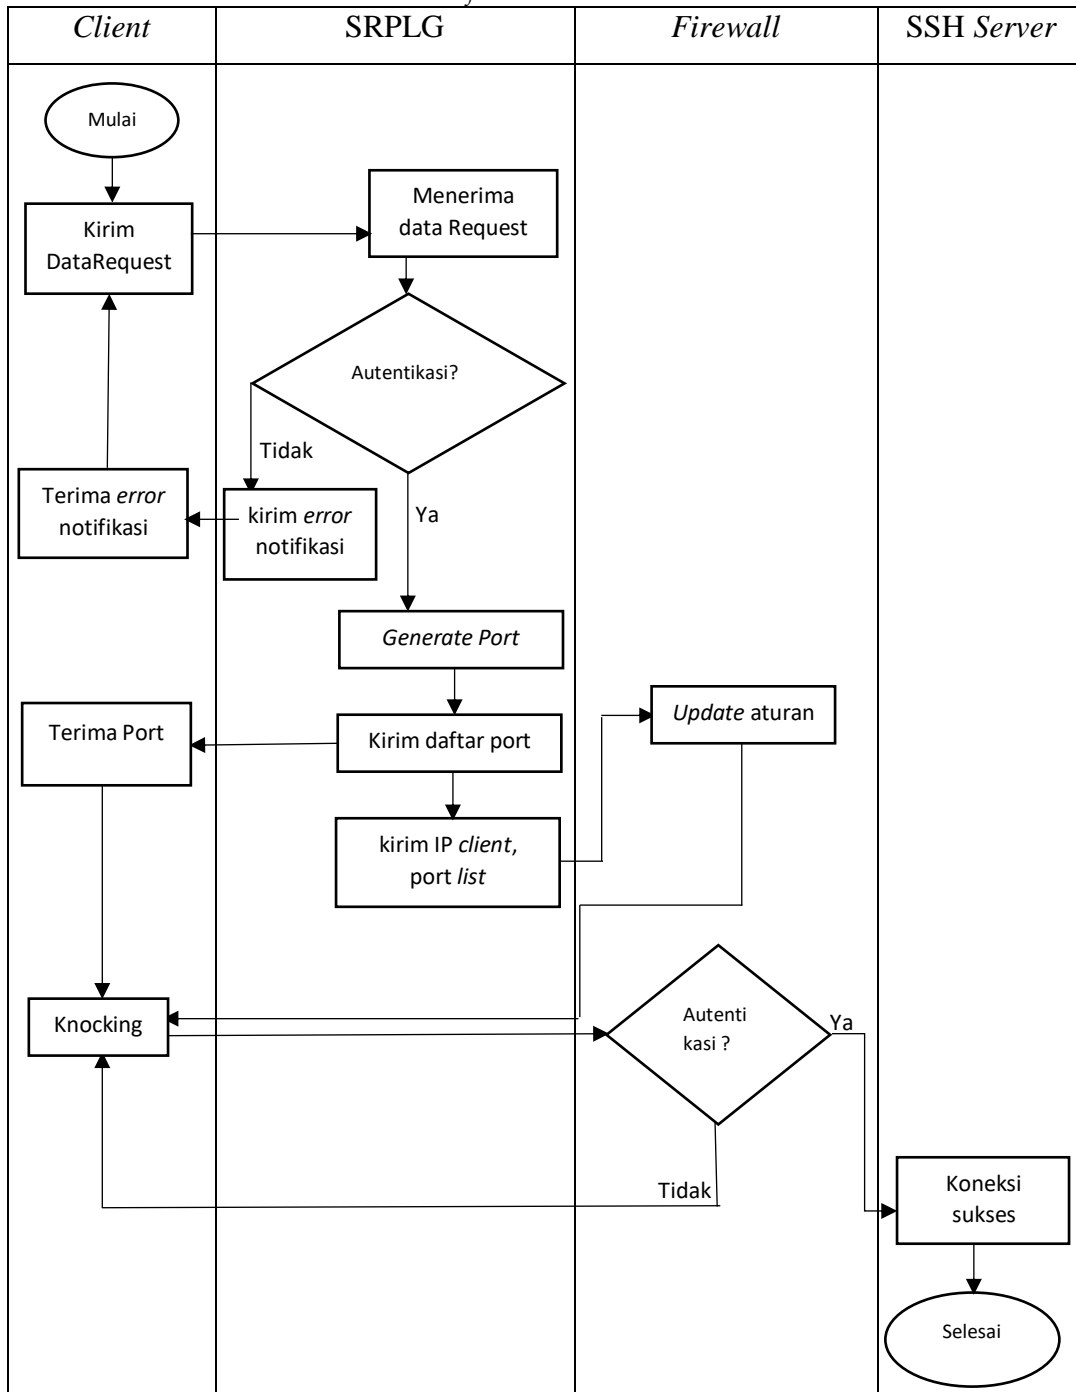 Client SRPLG Firewall SSH Server
Mulai
Kirim
DataRequest
Menerima
data Request
Autentikasi?
Tidak
Ya
kirim error
notifikasi
Terima error
notifikasi
Generate Port
Kirim daftar port
Terima Port
kirim IP client,
port list
Update aturan
Knocking
Autenti
kasi ?
Ya
Tidak
Koneksi
sukses
Selesai